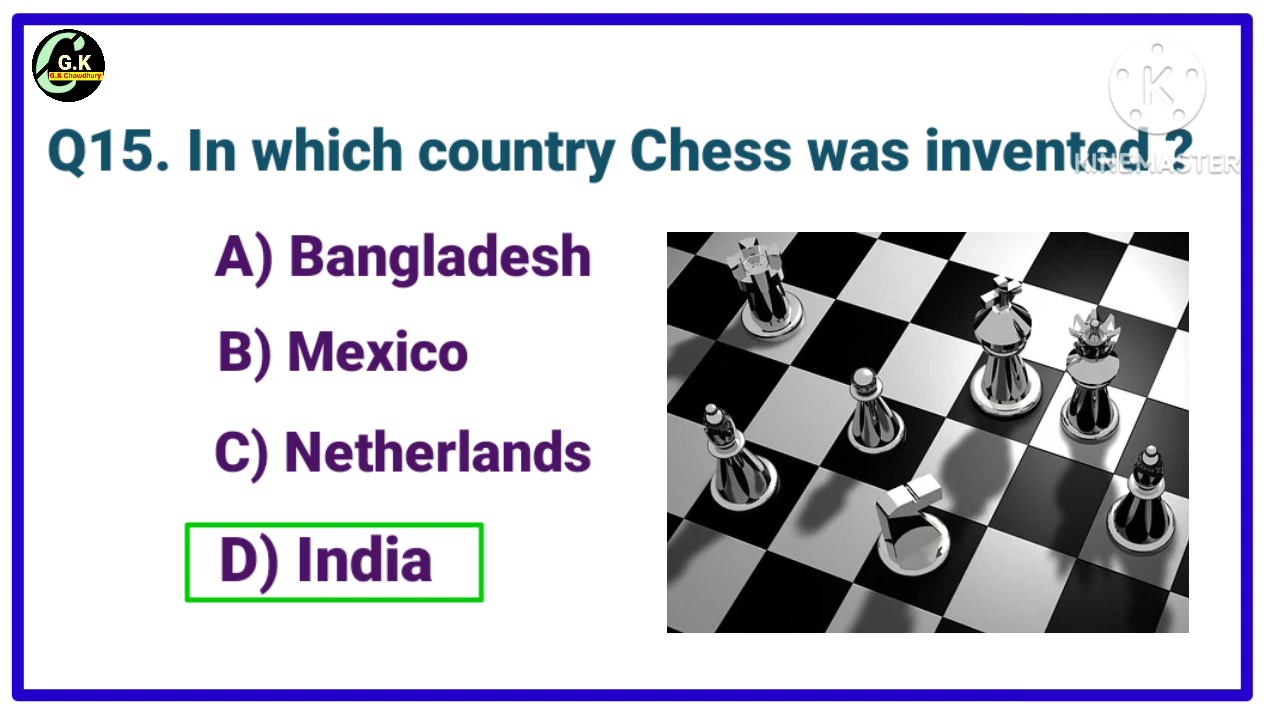 G.K
G.K Chowdhury
Q15. In which country Chess was invented ?
KINEMASTER
A) Bangladesh
B) Mexico
C) Netherlands
D) India